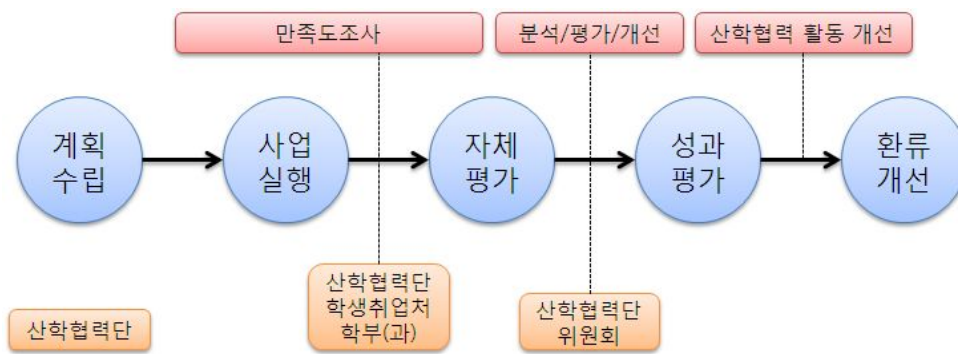 만족도조사
분석/평가/개선
산학협력 활동 개선
계획
수립
사업
실행
자체
평가
성과
평가
환류
개선
산학협력단
산학협력단
학생취업처
학부(과)
산학협력단
위원회